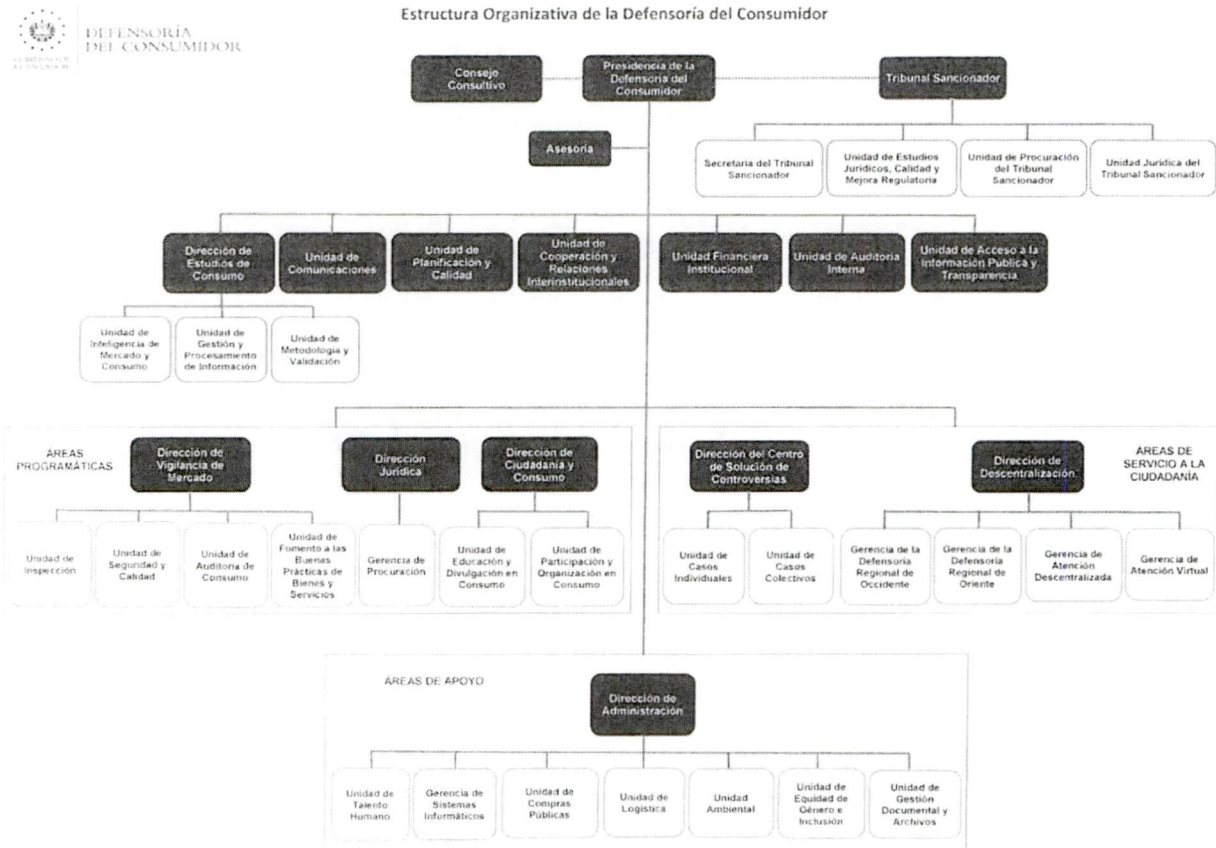 Estructura Organizativa de la Defensoría del Consumidor
DEFENSORÍA
DEL CONSUMIDOR
GOBIERNO DE
EL SALVADOR
Consejo
Consultivo
Presidencia de la
Defensoría del
Consumidor
Tribunal Sancionador
Asesoría
Secretaria del Tribunal
Sancionador
Unidad de Estudios
Jurídicos, Calidad y
Mejora Regulatoria
Unidad de Procuración
del Tribunal
Sancionador
Unidad Jurídica del
Tribunal Sancionador
Dirección de
Estudios de
Consumo
Unidad de
Comunicaciones
Unidad de
Planificación y
Calidad
Unidad de
Cooperación y
Relaciones
Interinstitucionales
Unidad Financiera
Institucional
Unidad de Auditoria
Interna
Unidad de Acceso a la
Información Pública y
Transparencia
Unidad de
Inteligencia de
Mercado y
Consumo
Unidad de
Gestión y
Procesamiento
de Información
Unidad de
Metodología y
Validación
ÁREAS
PROGRAMÁTICAS
Dirección de
Vigilancia de
Mercado
Dirección
Jurídica
Dirección de
Ciudadanía y
Consumo
Dirección del Centro
de Solución de
Controversias
Dirección de
Descentralización
ÁREAS DE
SERVICIO A LA
CIUDADANÍA
Unidad de
Inspección
Unidad de
Seguridad y
Calidad
Unidad de
Auditoria de
Consumo
Unidad de
Fomento a las
Buenas
Prácticas de
Bienes y
Servicios
Gerencia de
Procuración
Unidad de
Educación y
Divulgación en
Consumo
Unidad de
Participación y
Organización en
Consumo
Unidad de
Casos
Individuales
Unidad de
Casos
Colectivos
Gerencia de la
Defensoría
Regional de
Occidente
Gerencia de la
Defensoría
Regional de
Oriente
Gerencia de
Atención
Descentralizada
Gerencia de
Atención Virtual
ÁREAS DE APOYO
Dirección de
Administración
Unidad de
Talento
Humano
Gerencia de
Sistemas
Informáticos
Unidad de
Compras
Públicas
Unidad de
Logística
Unidad
Ambiental
Unidad de
Equidad de
Género e
Inclusión
Unidad de
Gestión
Documental y
Archivos